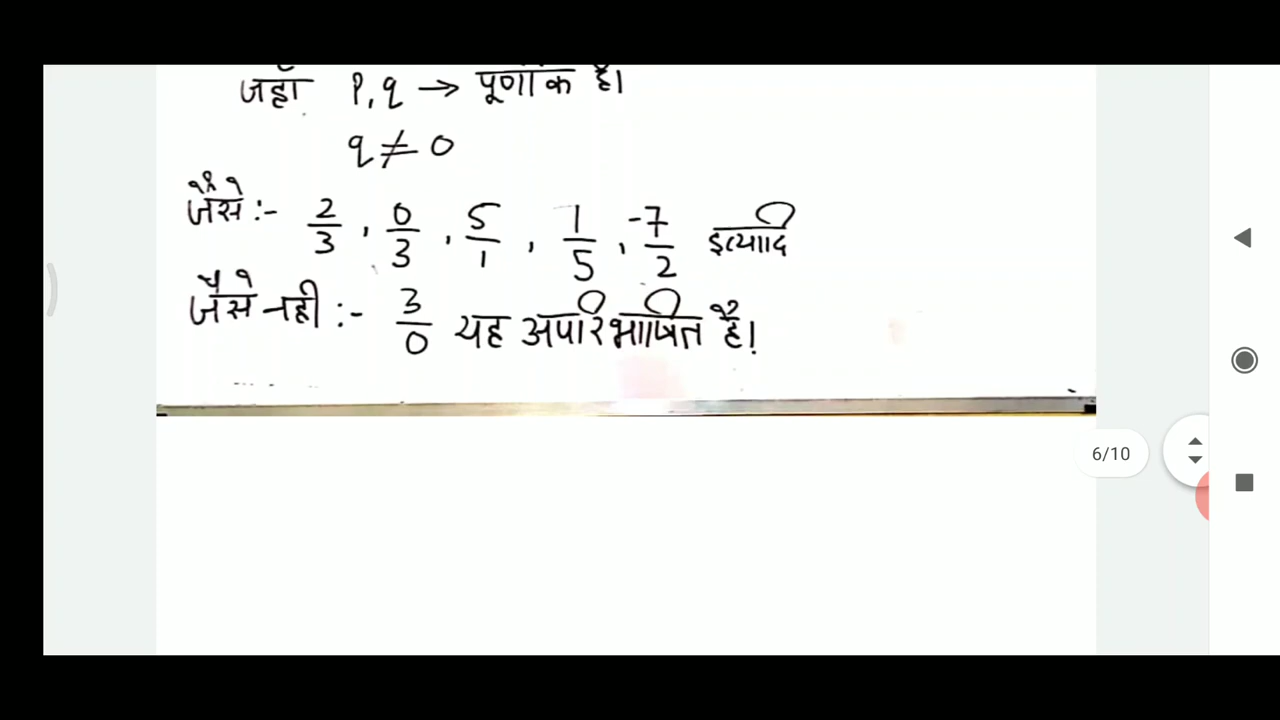 जहाँ p, q → पूर्णांक है।
q ≠ 0
जैसे :- 2/3 , 0/3 , 5/1 , 1/5 , -7/2 इत्यादि
जैसे नही :- 3/0 यह अपरिभाषित है।
6/10